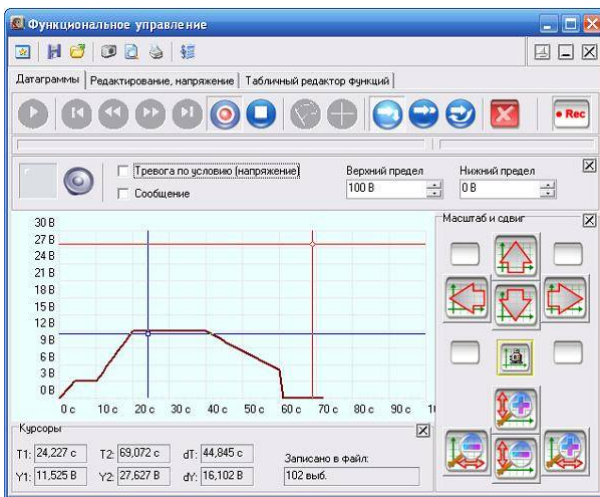 Функциональное управление
Датаграммы Редактирование, напряжение Табличный редактор функций
Rec
Тревога по условию (напряжение)
Сообщение
Верхний предел
100 В
Нижний предел
0 В
30 В
27 В
24 В
21 В
18 В
15 В
12 В
9 В
6 В
3 В
0 В
0 с 10 с 20 с 30 с 40 с 50 с 60 с 70 с 80 с 90 с 1
Масштаб и сдвиг
Курсоры
T1: 24,227 с T2: 69,072 с dT: 44,845 с
Y1: 11,525 В Y2: 27,627 В dY: 16,102 В
Записано в файл:
102 выб.